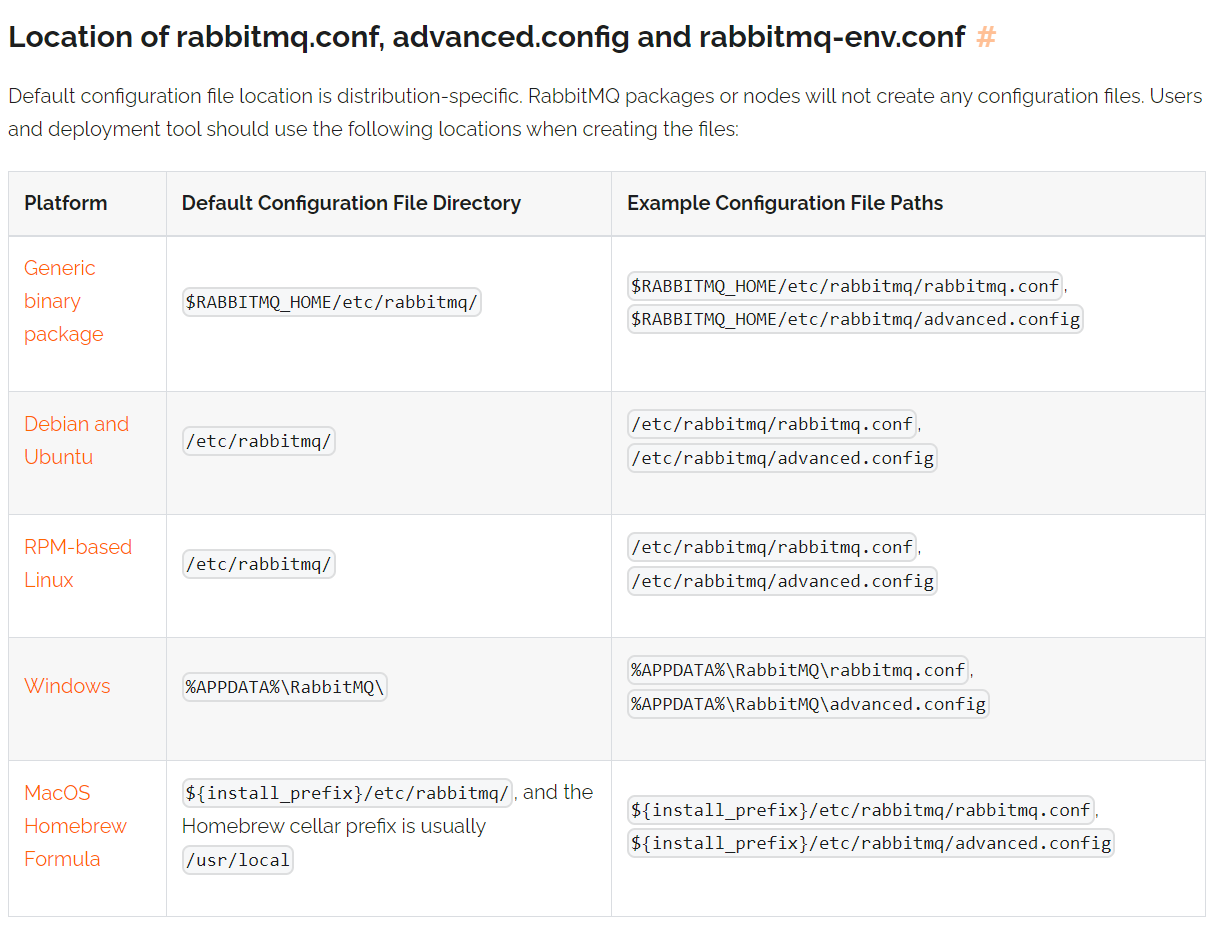 Location of rabbitmq.conf, advanced.config and rabbitmq-env.conf #
Default configuration file location is distribution-specific. RabbitMQ packages or nodes will not create any configuration files. Users
and deployment tool should use the following locations when creating the files:
Platform
Default Configuration File Directory
Example Configuration File Paths
Generic
binary
package
$RABBITMQ_HOME/etc/rabbitmq/
$RABBITMQ_HOME/etc/rabbitmq/rabbitmq.conf,
$RABBITMQ_HOME/etc/rabbitmq/advanced.config
Debian and
Ubuntu
/etc/rabbitmq/
/etc/rabbitmq/rabbitmq.conf,
/etc/rabbitmq/advanced.config
RPM-based
Linux
/etc/rabbitmq/
/etc/rabbitmq/rabbitmq.conf,
/etc/rabbitmq/advanced.config
Windows
%APPDATA%\RabbitMQ\
%APPDATA%\RabbitMQ\rabbitmq.conf,
%APPDATA%\RabbitMQ\advanced.config
MacOS
Homebrew
Formula
${install_prefix}/etc/rabbitmq/, and the
Homebrew cellar prefix is usually
/usr/local
${install_prefix}/etc/rabbitmq/rabbitmq.conf,
${install_prefix}/etc/rabbitmq/advanced.config